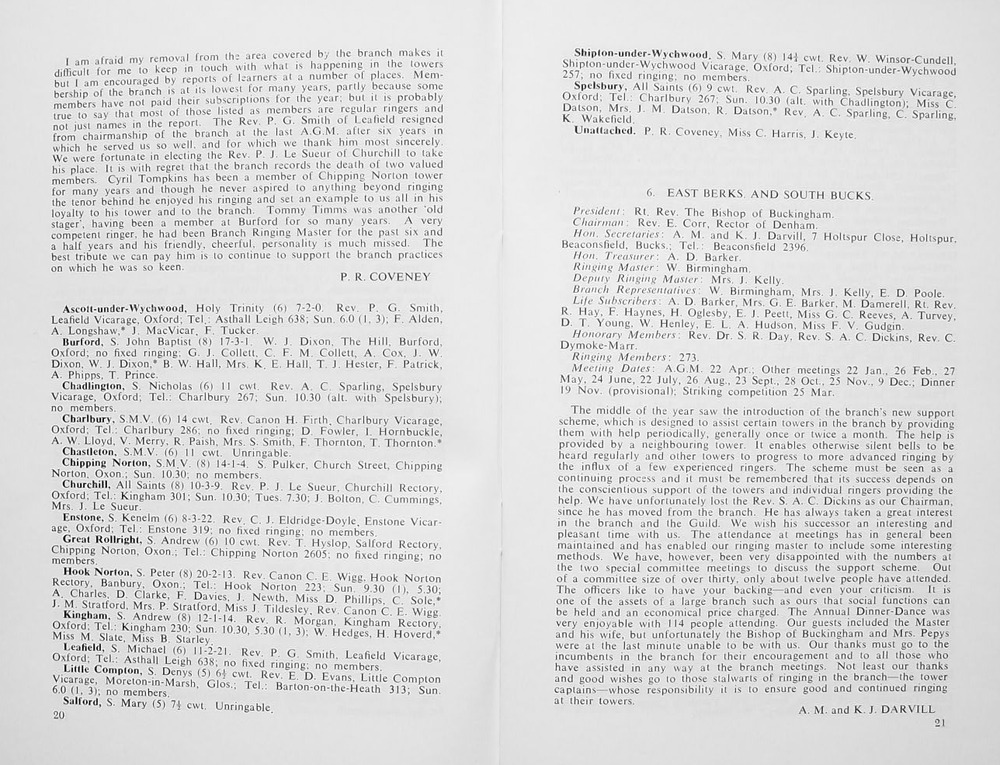 I am afraid my removal from the area covered by the branch makes it
difficult for me to keep in touch with what is happening in the towers
but I am encouraged by reports of learners at a number of places. Mem-
bership of the branch is at its lowest for many years, partly because some
members have not paid their subscriptions for the year; but it is probably
true to say that most of those listed as members are regular ringers and
not just names in the report. The Rev. P. G. Smith of Leafield resigned
from chairmanship of the branch at the last A.G.M. after six years in
which he served us so well, and for which we thank him most sincerely.
We were fortunate in electing the Rev. P. J. Le Sueur of Churchill to take
his place. It is with regret that the branch records the death of two valued
members. Cyril Tompkins has been a member of Chipping Norton tower
for many years and though he never aspired to anything beyond ringing
the tenor behind he enjoyed his ringing and set an example to us all in his
loyalty to his tower and to the branch. Tommy Timms was another 'old
stager', having been a member at Burford for so many years. A very
competent ringer, he had been Branch Ringing Master for the past six and
a half years and his friendly, cheerful, personality is much missed. The
best tribute we can pay him is to continue to support the branch practices
on which he was so keen.
P. R. COVENEY
Ascott-under-Wychwood, Holy Trinity (6) 7-2-0. Rev. P. G. Smith,
Leafield Vicarage, Oxford; Tel.: Asthall Leigh 638; Sun. 6.0 (1, 3); F. Alden,
A. Longshaw,* J. MacVicar, F. Tucker.
Burford, S. John Baptist (8) 17-3-1. W. J. Dixon, The Hill, Burford,
Oxford; no fixed ringing; G. J. Collett, C. F. M. Collett, A. Cox, J. W.
Dixon, W. J. Dixon,* B. W. Hall, Mrs. K. E. Hall, T. J. Hester, F. Patrick,
A. Phipps, T. Prince.
Chadlington, S. Nicholas (6) 11 cwt. Rev. A. C. Sparling, Spelsbury
Vicarage, Oxford; Tel.: Charlbury 267; Sun. 10.30 (alt. with Spelsbury);
no members.
Charlbury, S.M.V. (6) 14 cwt. Rev. Canon H. Firth, Charlbury Vicarage,
Oxford; Tel.: Charlbury 286; no fixed ringing; D. Fowler, I. Hornbuckle,
A. W. Lloyd, V. Merry, R. Paish, Mrs. S. Smith, F. Thornton, T. Thornton.*
Chastleton, S.M.V. (6) 11 cwt. Unringable.
Chipping Norton, S.M.V. (8) 14-1-4. S. Pulker, Church Street, Chipping
Norton, Oxon.; Sun. 10.30; no members.
Churchill, All Saints (8) 10-3-9. Rev. P. J. Le Sueur, Churchill Rectory,
Oxford; Tel.: Kingham 301; Sun. 10.30; Tues. 7.30; J. Bolton, C. Cummings,
Mrs. J. Le Sueur.
Enstone, S. Kenelm (6) 8-3-22. Rev. C. J. Eldridge-Doyle, Enstone Vicar-
age, Oxford; Tel.: Enstone 319; no fixed ringing; no members.
Great Rollright, S. Andrew (6) 10 cwt. Rev. T. Hyslop, Salford Rectory,
Chipping Norton, Oxon.; Tel.: Chipping Norton 2605; no fixed ringing; no
members.
Hook Norton, S. Peter (8) 20-2-13. Rev. Canon C. E. Wigg, Hook Norton
Rectory, Banbury, Oxon.; Tel.: Hook Norton 223; Sun. 9.30 (1), 5.30;
A. Charles, D. Clarke, F. Davies, J. Newth, Miss D. Phillips, C. Sole,*
J. M. Stratford, Mrs. P. Stratford, Miss J. Tildesley, Rev. Canon C. E. Wigg.
Kingham, S. Andrew (8) 12-1-14. Rev. R. Morgan, Kingham Rectory,
Oxford; Tel.: Kingham 230; Sun. 10.30, 5.30 (1, 3); W. Hedges, H. Hoverd,*
Miss M. Slate, Miss B. Starley
Leafield, S. Michael (6) 11-2-21. Rev. P. G. Smith, Leafield Vicarage,
Oxford; Tel.: Asthall Leigh 638; no fixed ringing; no members.
Little Compton, S. Denys (5) 6½ cwt. Rev. E. D. Evans, Little Compton
Vicarage, Moreton-in-Marsh, Glos.; Tel.: Barton-on-the-Heath 313; Sun.
6.0 (1, 3); no members.
Salford, S. Mary (5) 7½ cwt. Unringable.
20
Shipton-under-Wychwood, S. Mary (8) 14¾ cwt. Rev. W. Winsor-Cundell,
Shipton-under-Wychwood Vicarage, Oxford; Tel.: Shipton-under-Wychwood
257; no fixed ringing; no members.
Spelsbury, All Saints (6) 9 cwt. Rev. A. C. Sparling, Spelsbury Vicarage,
Oxford; Tel.: Charlbury 267; Sun. 10.30 (alt. with Chadlington); Miss C.
Datson, Mrs. J. M. Datson, R. Datson,* Rev. A. C. Sparling, C. Sparling,
K. Wakefield.
Unattached. P. R. Coveney, Miss C. Harris, J. Keyte.
6. EAST BERKS. AND SOUTH BUCKS.
President: Rt. Rev. The Bishop of Buckingham.
Chairman: Rev. E. Corr, Rector of Denham.
Hon. Secretaries: A. M. and K. J. Darvill, 7 Holtspur Close, Holtspur,
Beaconsfield, Bucks.; Tel.: Beaconsfield 2396.
Hon. Treasurer: A. D. Barker.
Ringing Master: W. Birmingham.
Deputy Ringing Master: Mrs. J. Kelly.
Branch Representatives: W. Birmingham, Mrs. J. Kelly, E. D. Poole.
Life Subscribers: A. D. Barker, Mrs. G. E. Barker, M. Damerell, Rt. Rev.
R. Hay, F. Haynes, H. Oglesby, E. J. Peett, Miss G. C. Reeves, A. Turvey,
D. T. Young, W. Henley, E. L. A. Hudson, Miss F. V. Gudgin.
Honorary Members: Rev. Dr. S. R. Day, Rev. S. A. C. Dickins, Rev. C.
Dymoke-Marr.
Ringing Members: 273.
Meeting Dates: A.G.M. 22 Apr.; Other meetings 22 Jan., 26 Feb., 27
May, 24 June, 22 July, 26 Aug., 23 Sept., 28 Oct., 25 Nov., 9 Dec.; Dinner
19 Nov. (provisional); Striking competition 25 Mar.
The middle of the year saw the introduction of the branch's new support
scheme, which is designed to assist certain towers in the branch by providing
them with help periodically, generally once or twice a month. The help is
provided by a neighbouring tower. It enables otherwise silent bells to be
heard regularly and other towers to progress to more advanced ringing by
the influx of a few experienced ringers. The scheme must be seen as a
continuing process and it must be remembered that its success depends on
the conscientious support of the towers and individual ringers providing the
help. We have unfortunately lost the Rev. S. A. C. Dickins as our Chairman,
since he has moved from the branch. He has always taken a great interest
in the branch and the Guild. We wish his successor an interesting and
pleasant time with us. The attendance at meetings has in general been
maintained and has enabled our ringing master to include some interesting
methods. We have, however, been very disappointed with the numbers at
the two special committee meetings to discuss the support scheme. Out
of a committee size of over thirty, only about twelve people have attended.
The officers like to have your backing—and even your criticism. It is
one of the assets of a large branch such as ours that social functions can
be held and an economical price charged. The Annual Dinner-Dance was
very enjoyable with 114 people attending. Our guests included the Master
and his wife, but unfortunately the Bishop of Buckingham and Mrs. Pepys
were at the last minute unable to be with us. Our thanks must go to the
incumbents in the branch for their encouragement and to all those who
have assisted in any way at the branch meetings. Not least our thanks
and good wishes go to those stalwarts of ringing in the branch—the tower
captains—whose responsibility it is to ensure good and continued ringing
at their towers.
A. M. and K. J. DARVILL
21